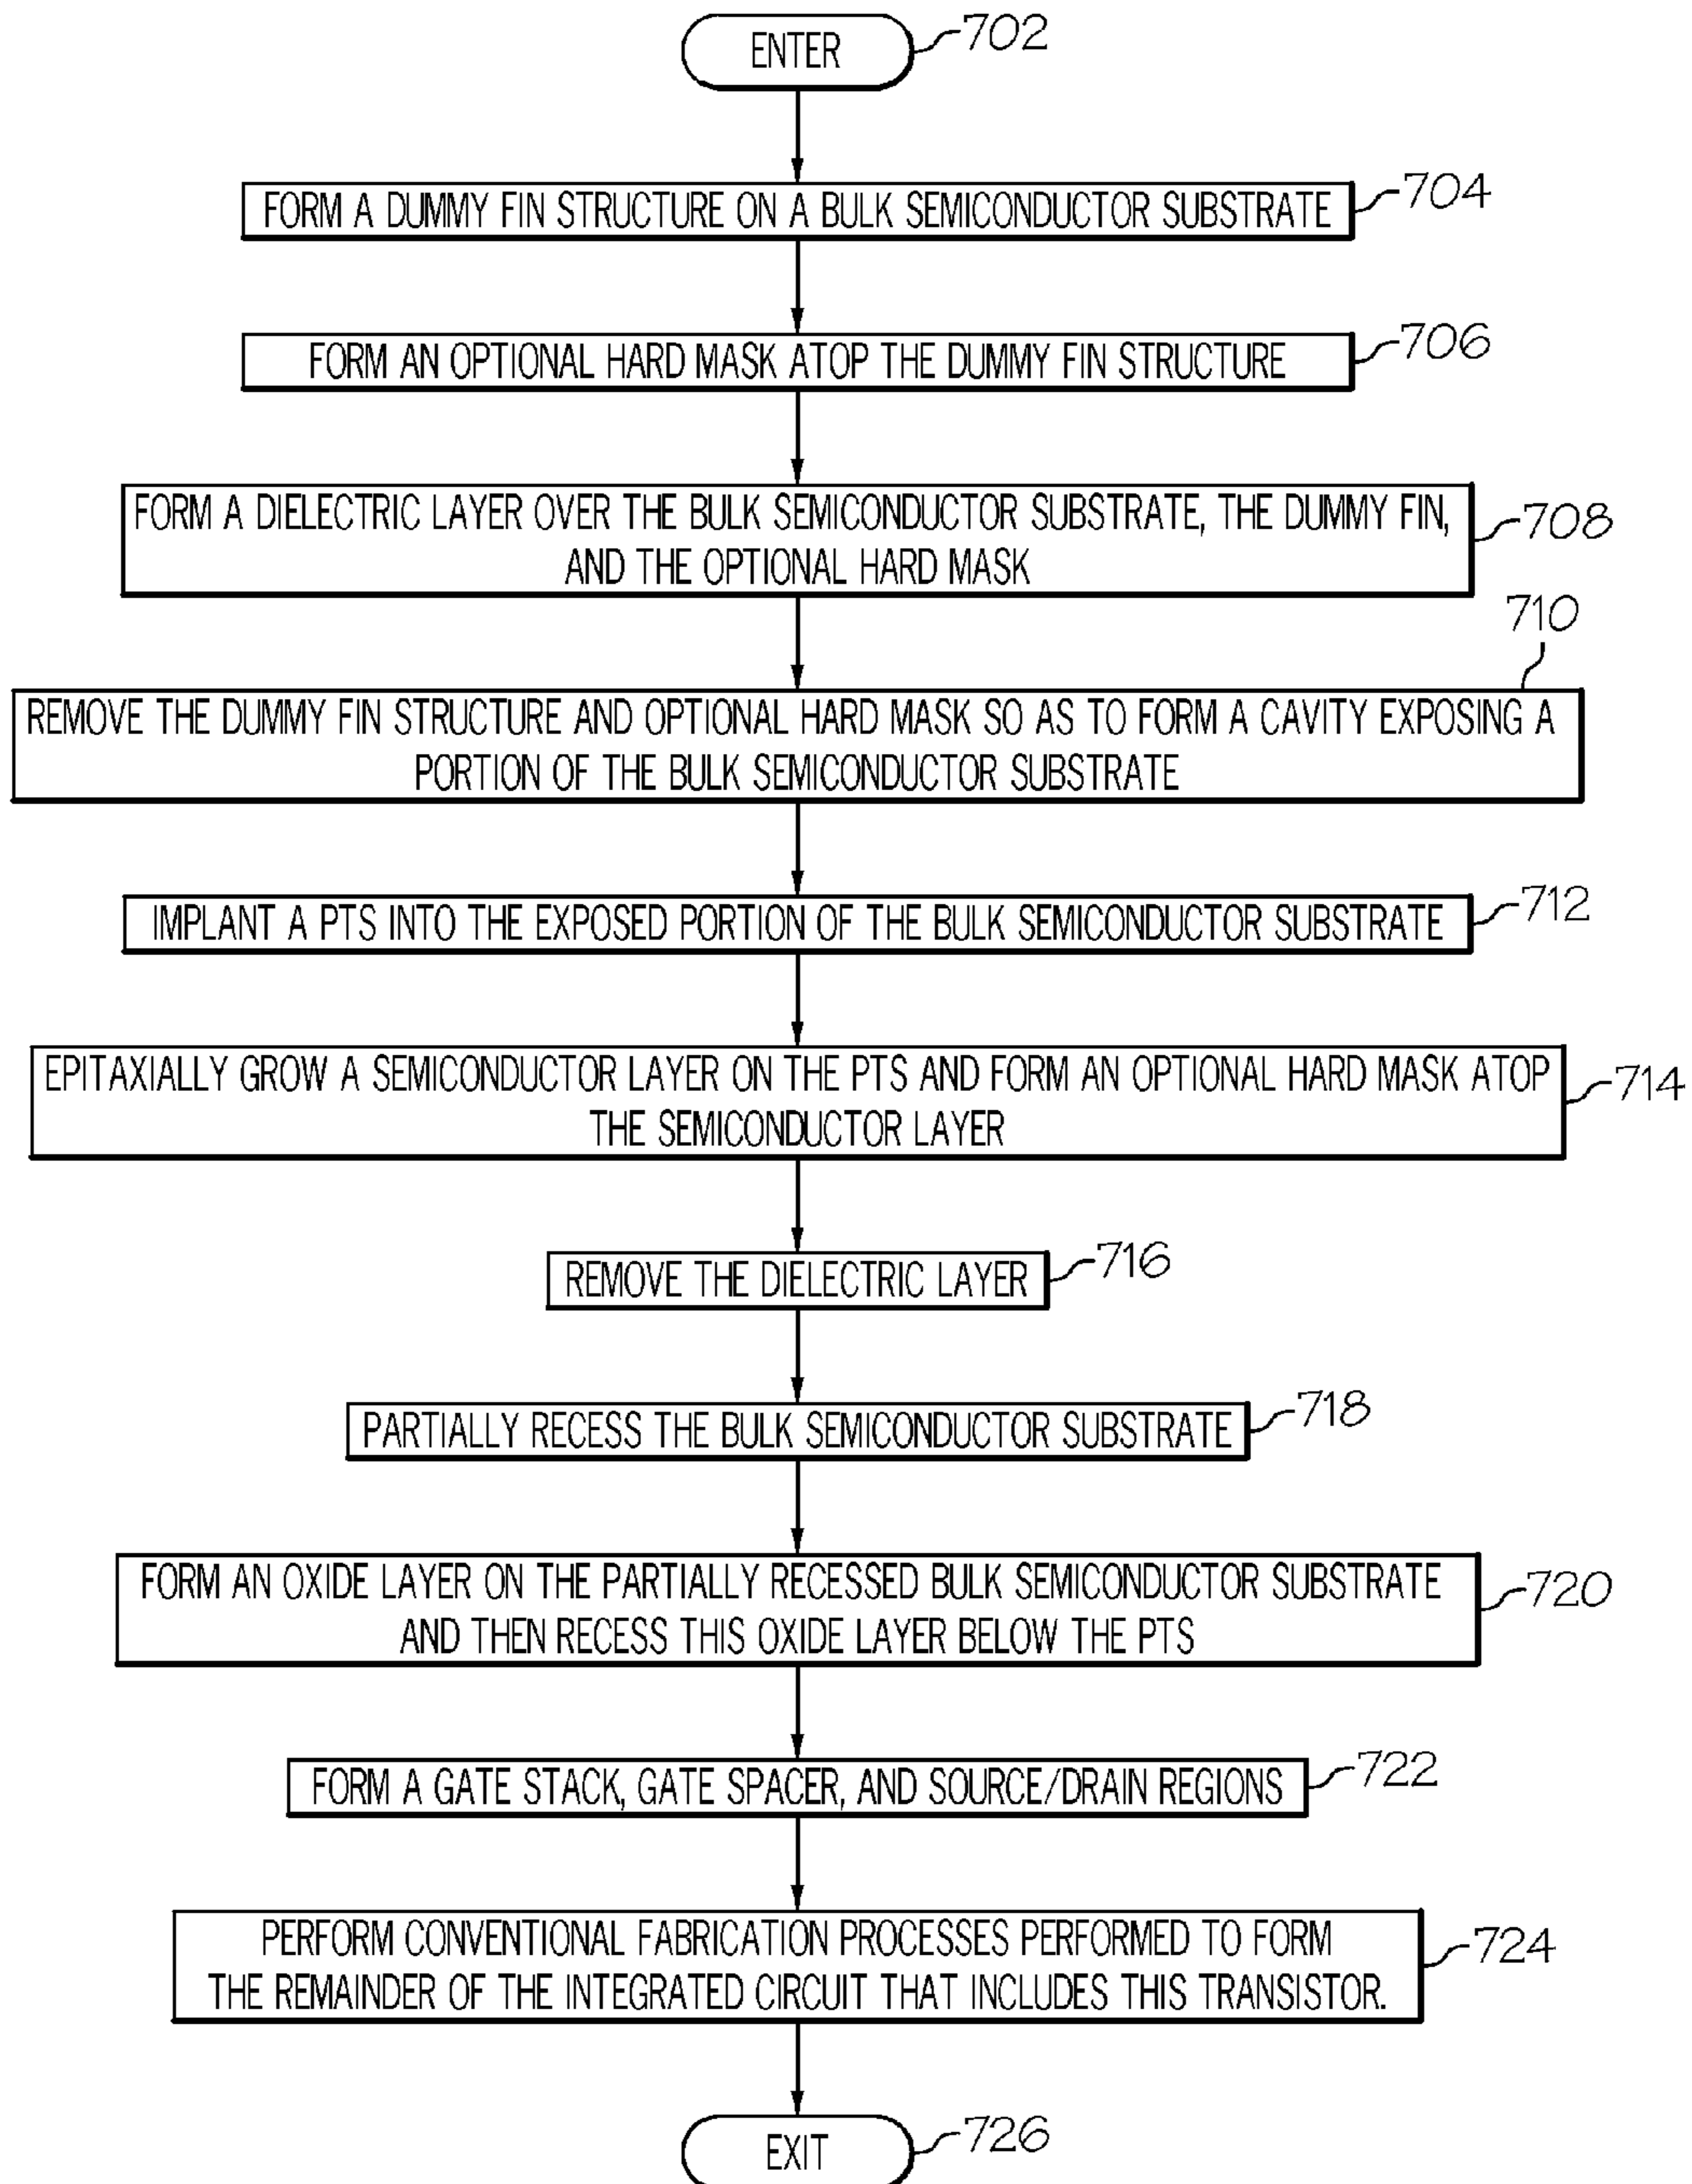 ENTER
702
FORM A DUMMY FIN STRUCTURE ON A BULK SEMICONDUCTOR SUBSTRATE
704
FORM AN OPTIONAL HARD MASK ATOP THE DUMMY FIN STRUCTURE
706
FORM A DIELECTRIC LAYER OVER THE BULK SEMICONDUCTOR SUBSTRATE, THE DUMMY FIN,
AND THE OPTIONAL HARD MASK
708
710
REMOVE THE DUMMY FIN STRUCTURE AND OPTIONAL HARD MASK SO AS TO FORM A CAVITY EXPOSING A
PORTION OF THE BULK SEMICONDUCTOR SUBSTRATE
IMPLANT A PTS INTO THE EXPOSED PORTION OF THE BULK SEMICONDUCTOR SUBSTRATE
712
EPITAXIALLY GROW A SEMICONDUCTOR LAYER ON THE PTS AND FORM AN OPTIONAL HARD MASK ATOP
THE SEMICONDUCTOR LAYER
714
REMOVE THE DIELECTRIC LAYER
716
PARTIALLY RECESS THE BULK SEMICONDUCTOR SUBSTRATE
718
FORM AN OXIDE LAYER ON THE PARTIALLY RECESSED BULK SEMICONDUCTOR SUBSTRATE
AND THEN RECESS THIS OXIDE LAYER BELOW THE PTS
720
FORM A GATE STACK, GATE SPACER, AND SOURCE/DRAIN REGIONS
722
PERFORM CONVENTIONAL FABRICATION PROCESSES PERFORMED TO FORM
THE REMAINDER OF THE INTEGRATED CIRCUIT THAT INCLUDES THIS TRANSISTOR.
724
EXIT
726